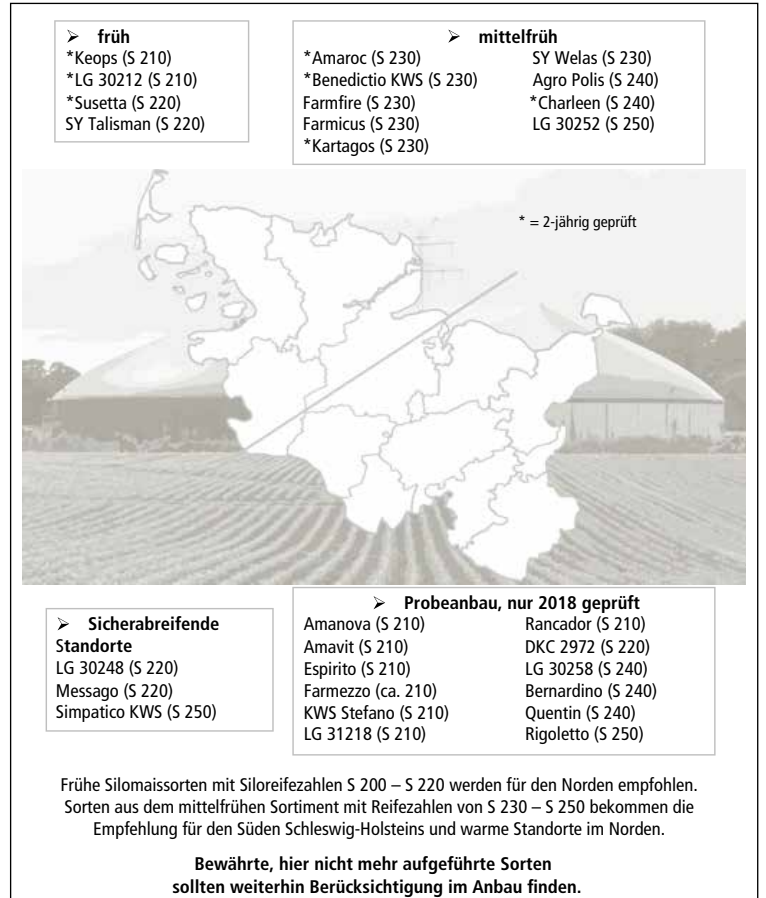 ➢ früh
*Keops (S 210)
*LG 30212 (S 210)
*Susetta (S 220)
SY Talisman (S 220)
➢ mittelfrüh
*Amaroc (S 230)
*Benedictio KWS (S 230)
Farmfire (S 230)
Farmicus (S 230)
*Kartagos (S 230)
SY Welas (S 230)
Agro Polis (S 240)
*Charleen (S 240)
LG 30252 (S 250)
* = 2-jährig geprüft
➢ Sicherabreifende
Standorte
LG 30248 (S 220)
Messago (S 220)
Simpatico KWS (S 250)
➢ Probeanbau, nur 2018 geprüft
Amanova (S 210)
Amavit (S 210)
Espirito (S 210)
Farmezzo (ca. 210)
KWS Stefano (S 210)
LG 31218 (S 210)
Rancador (S 210)
DKC 2972 (S 220)
LG 30258 (S 240)
Bernardino (S 240)
Quentin (S 240)
Rigoletto (S 250)
Frühe Silomaissorten mit Siloreifezahlen S 200 – S 220 werden für den Norden empfohlen.
Sorten aus dem mittelfrühen Sortiment mit Reifezahlen von S 230 – S 250 bekommen die
Empfehlung für den Süden Schleswig-Holsteins und warme Standorte im Norden.
Bewährte, hier nicht mehr aufgeführte Sorten
sollten weiterhin Berücksichtigung im Anbau finden.